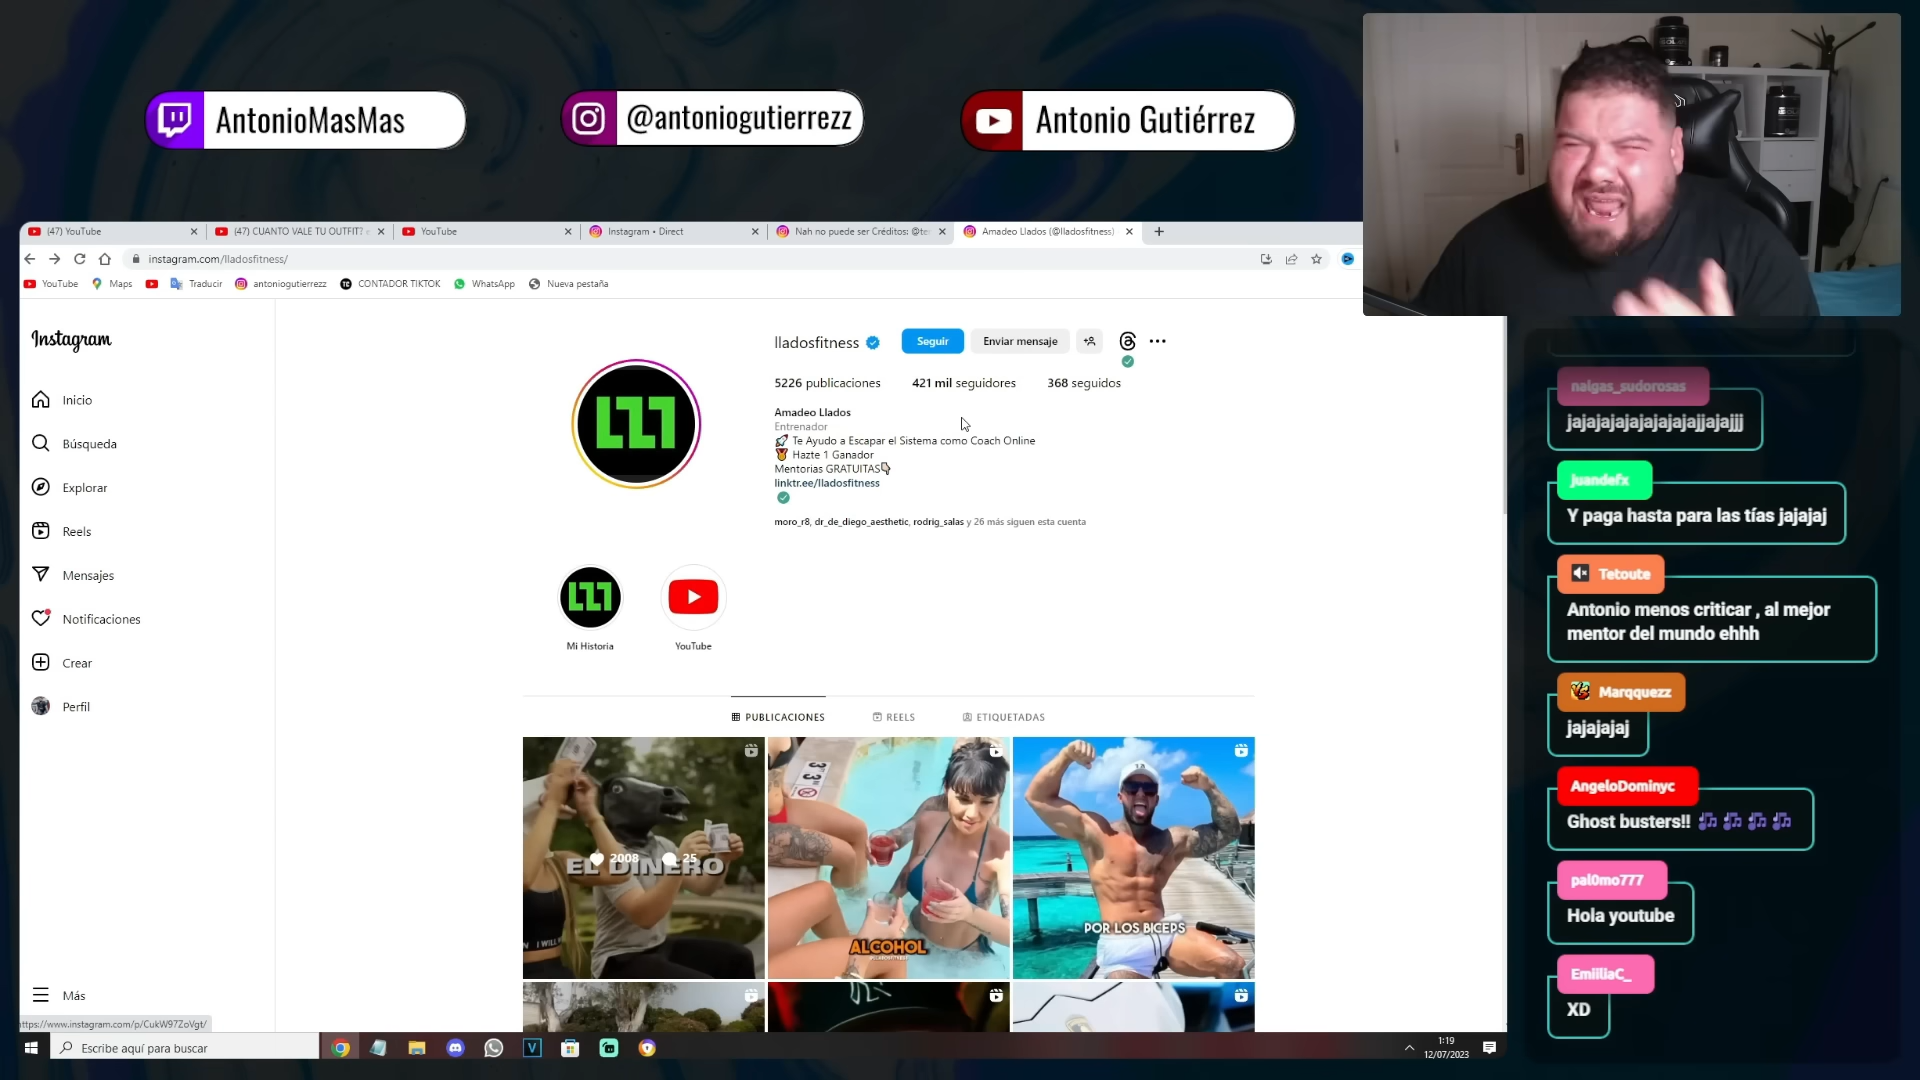 AntonioMasMas
@antoniogutierrezz
Antonio Gutiérrez
(47) YouTube
(47) CUANTO VALE TU OUTFIT?
YouTube
Instagram • Direct
Nah no puede ser Créditos: @te
Amadeo Llados (@lladosfitness)
instagram.com/lladosfitness/
YouTube
Maps
Traducir
antoniogutierrezz
CONTADOR TIKTOK
WhatsApp
Nueva pestaña
Instagram
Inicio
Búsqueda
Explorar
Reels
Mensajes
Notificaciones
Crear
Perfil
Más
https://www.instagram.com/p/CukW97ZoVgt/
lladosfitness
Seguir
Enviar mensaje
5226 publicaciones
421 mil seguidores
368 seguidos
Amadeo Llados
Entrenador
🚀 Te Ayudo a Escapar el Sistema como Coach Online
🏅 Hazte 1 Ganador
Mentorias GRATUITAS👇🏻
linktr.ee/lladosfitness
moro_r8, dr_de_diego_aesthetic, rodrig_salas y 26 más siguen esta cuenta
Mi Historia
YouTube
PUBLICACIONES
REELS
ETIQUETADAS
2008
25
EL DINERO
ALCOHOL
POR LOS BICEPS
nalgas_sudorosas
jajajajajajajajajajjajajjj
juandefx
Y paga hasta para las tías jajajaj
Tetoute
Antonio menos criticar , al mejor
mentor del mundo ehhh
Marqquezz
jajajajaj
AngeloDominyc
Ghost busters!! 🎶 🎶 🎶 🎶
pal0mo777
Hola youtube
EmiiliaC_
XD
Escribe aquí para buscar
1:19
12/07/2023